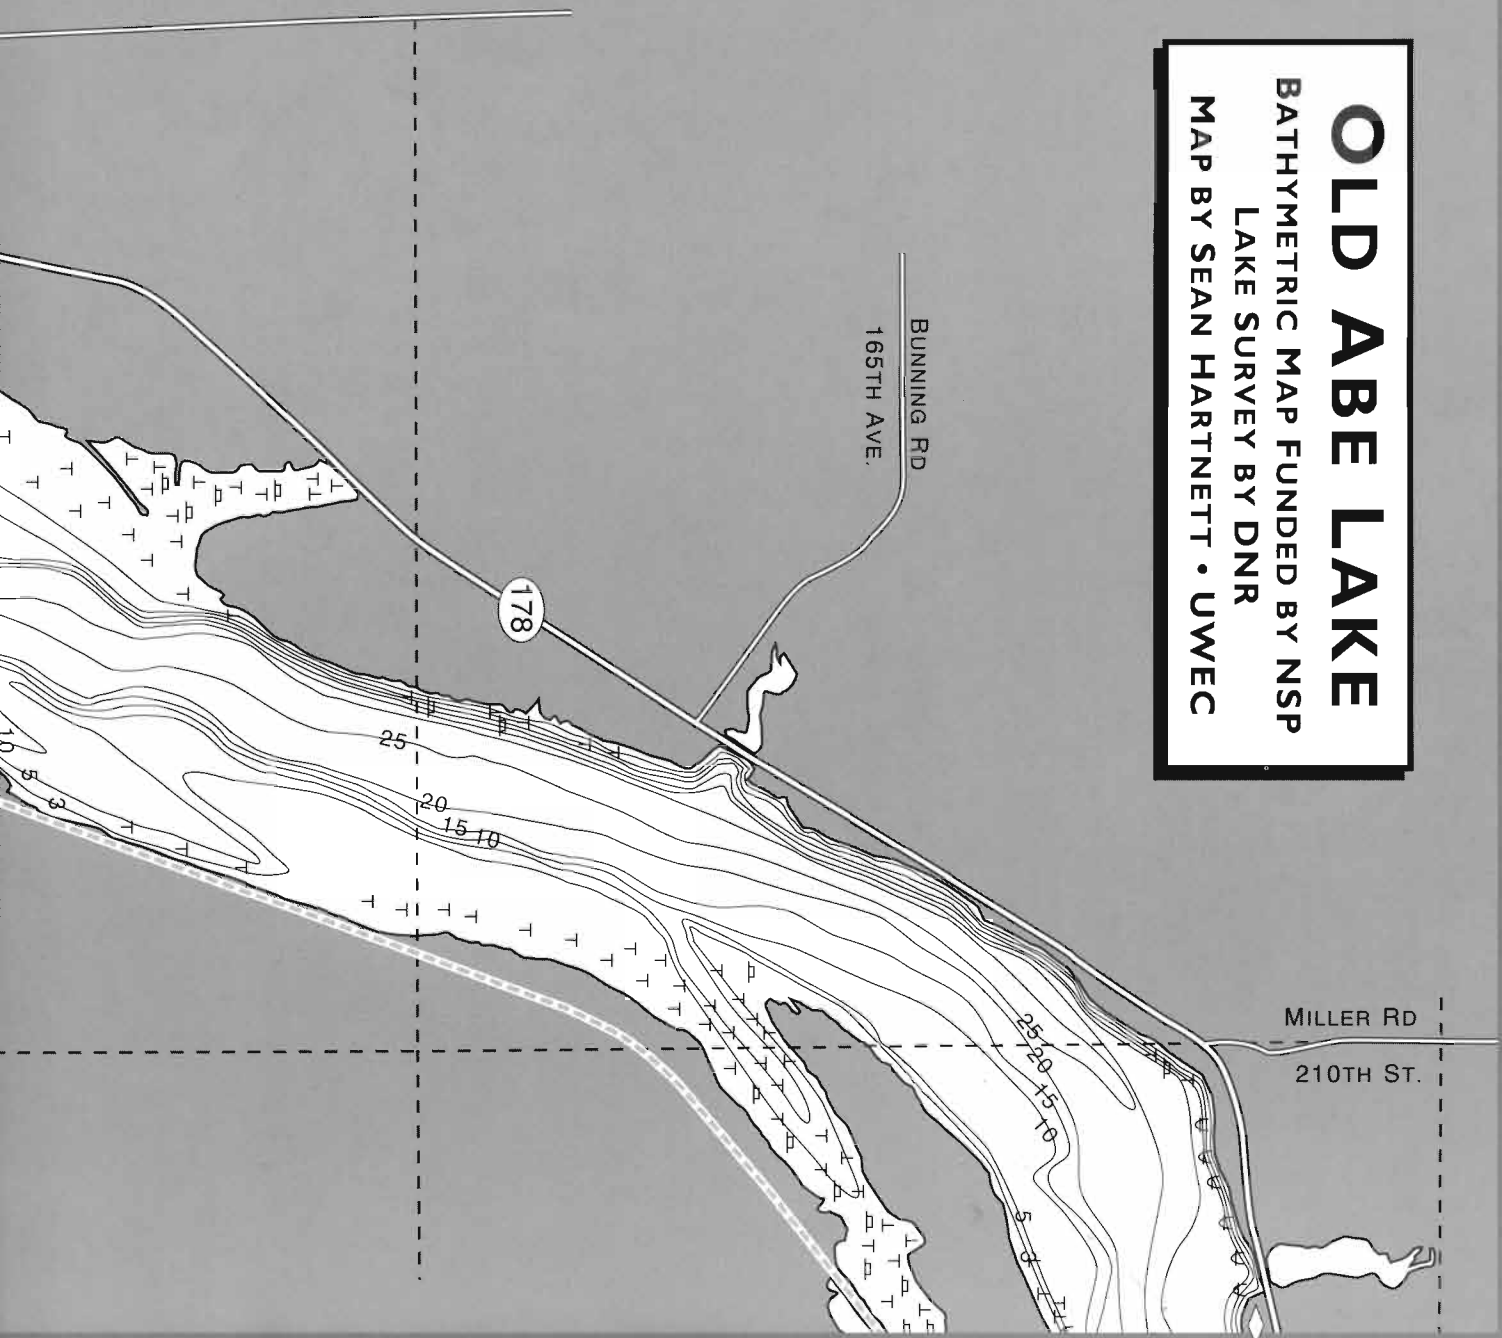 OLD ABE LAKE
BATHYMETRIC MAP FUNDED BY NSP
LAKE SURVEY BY DNR
MAP BY SEAN HARTNETT • UWEC
BUNNING RD
165TH AVE.
178
MILLER RD
210TH ST.
25
20
15 10
10
5
3
25
20
15
10
5
3